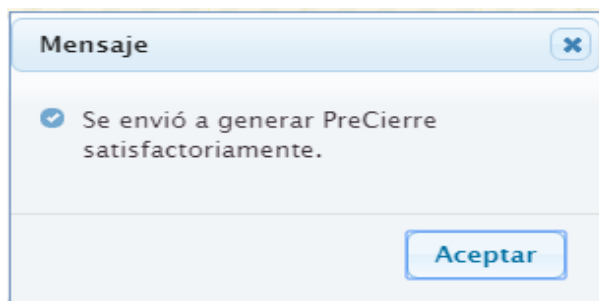 Mensaje
Se envió a generar PreCierre
satisfactoriamente.
Aceptar